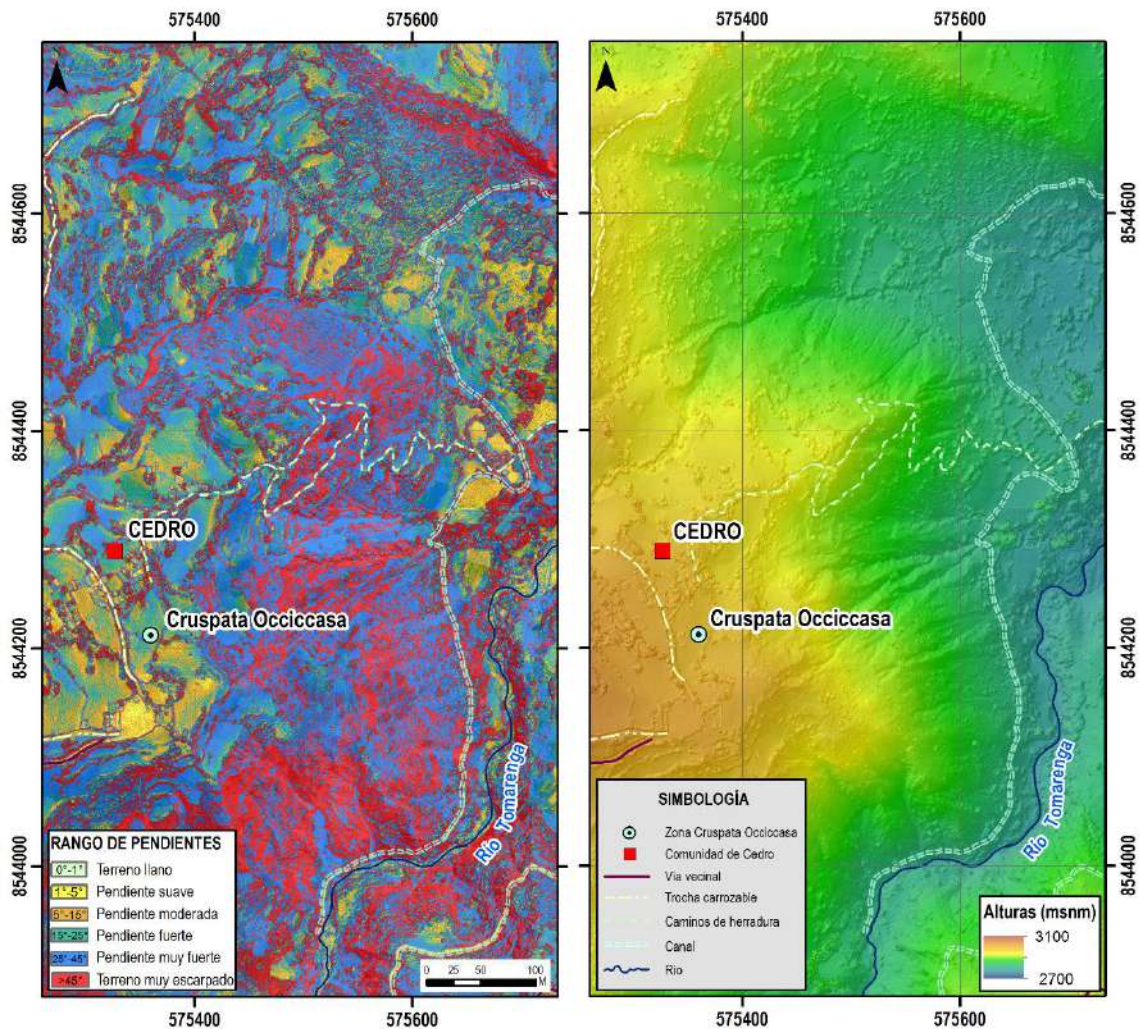 575400
575600
575400
575600
N
N
8544600
8544600
8544400
8544400
CEDRO
CEDRO
Cruspata Occiccasa
Cruspata Occiccasa
8544200
8544200
Río Tomarenga
Río Tomarenga
8544000
8544000
RANGO DE PENDIENTES
0°-1° Terreno llano
1°-5° Pendiente suave
5°-15° Pendiente moderada
15°-25° Pendiente fuerte
25°-45° Pendiente muy fuerte
>45° Terreno muy escarpado
0 25 50 100
M
SIMBOLOGÍA
Zona Cruspata Occiccasa
Comunidad de Cedro
Vía vecinal
Trocha carrozable
Caminos de herradura
Canal
Río
Alturas (msnm)
3100
2700
575400
575600
575400
575600